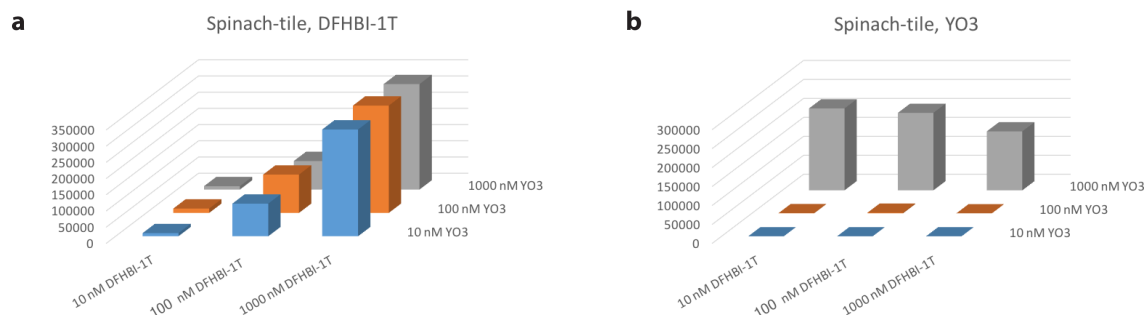 a
Spinach-tile, DFHBI-1T
350000
300000
250000
200000
150000
100000
50000
0
1000 nM YO3
100 nM YO3
10 nM YO3
10 nM DFHBI-1T
100 nM DFHBI-1T
1000 nM DFHBI-1T
b
Spinach-tile, YO3
300000
250000
200000
150000
100000
50000
0
1000 nM YO3
100 nM YO3
10 nM YO3
10 nM DFHBI-1T
100 nM DFHBI-1T
1000 nM DFHBI-1T